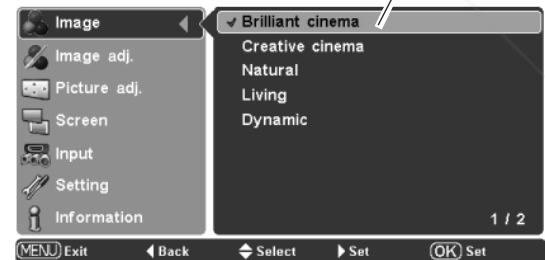 Image
Image adj.
Picture adj.
Screen
Input
Setting
Information
Brilliant cinema
Creative cinema
Natural
Living
Dynamic
1 / 2
MENU Exit
Back
Select
Set
OK Set